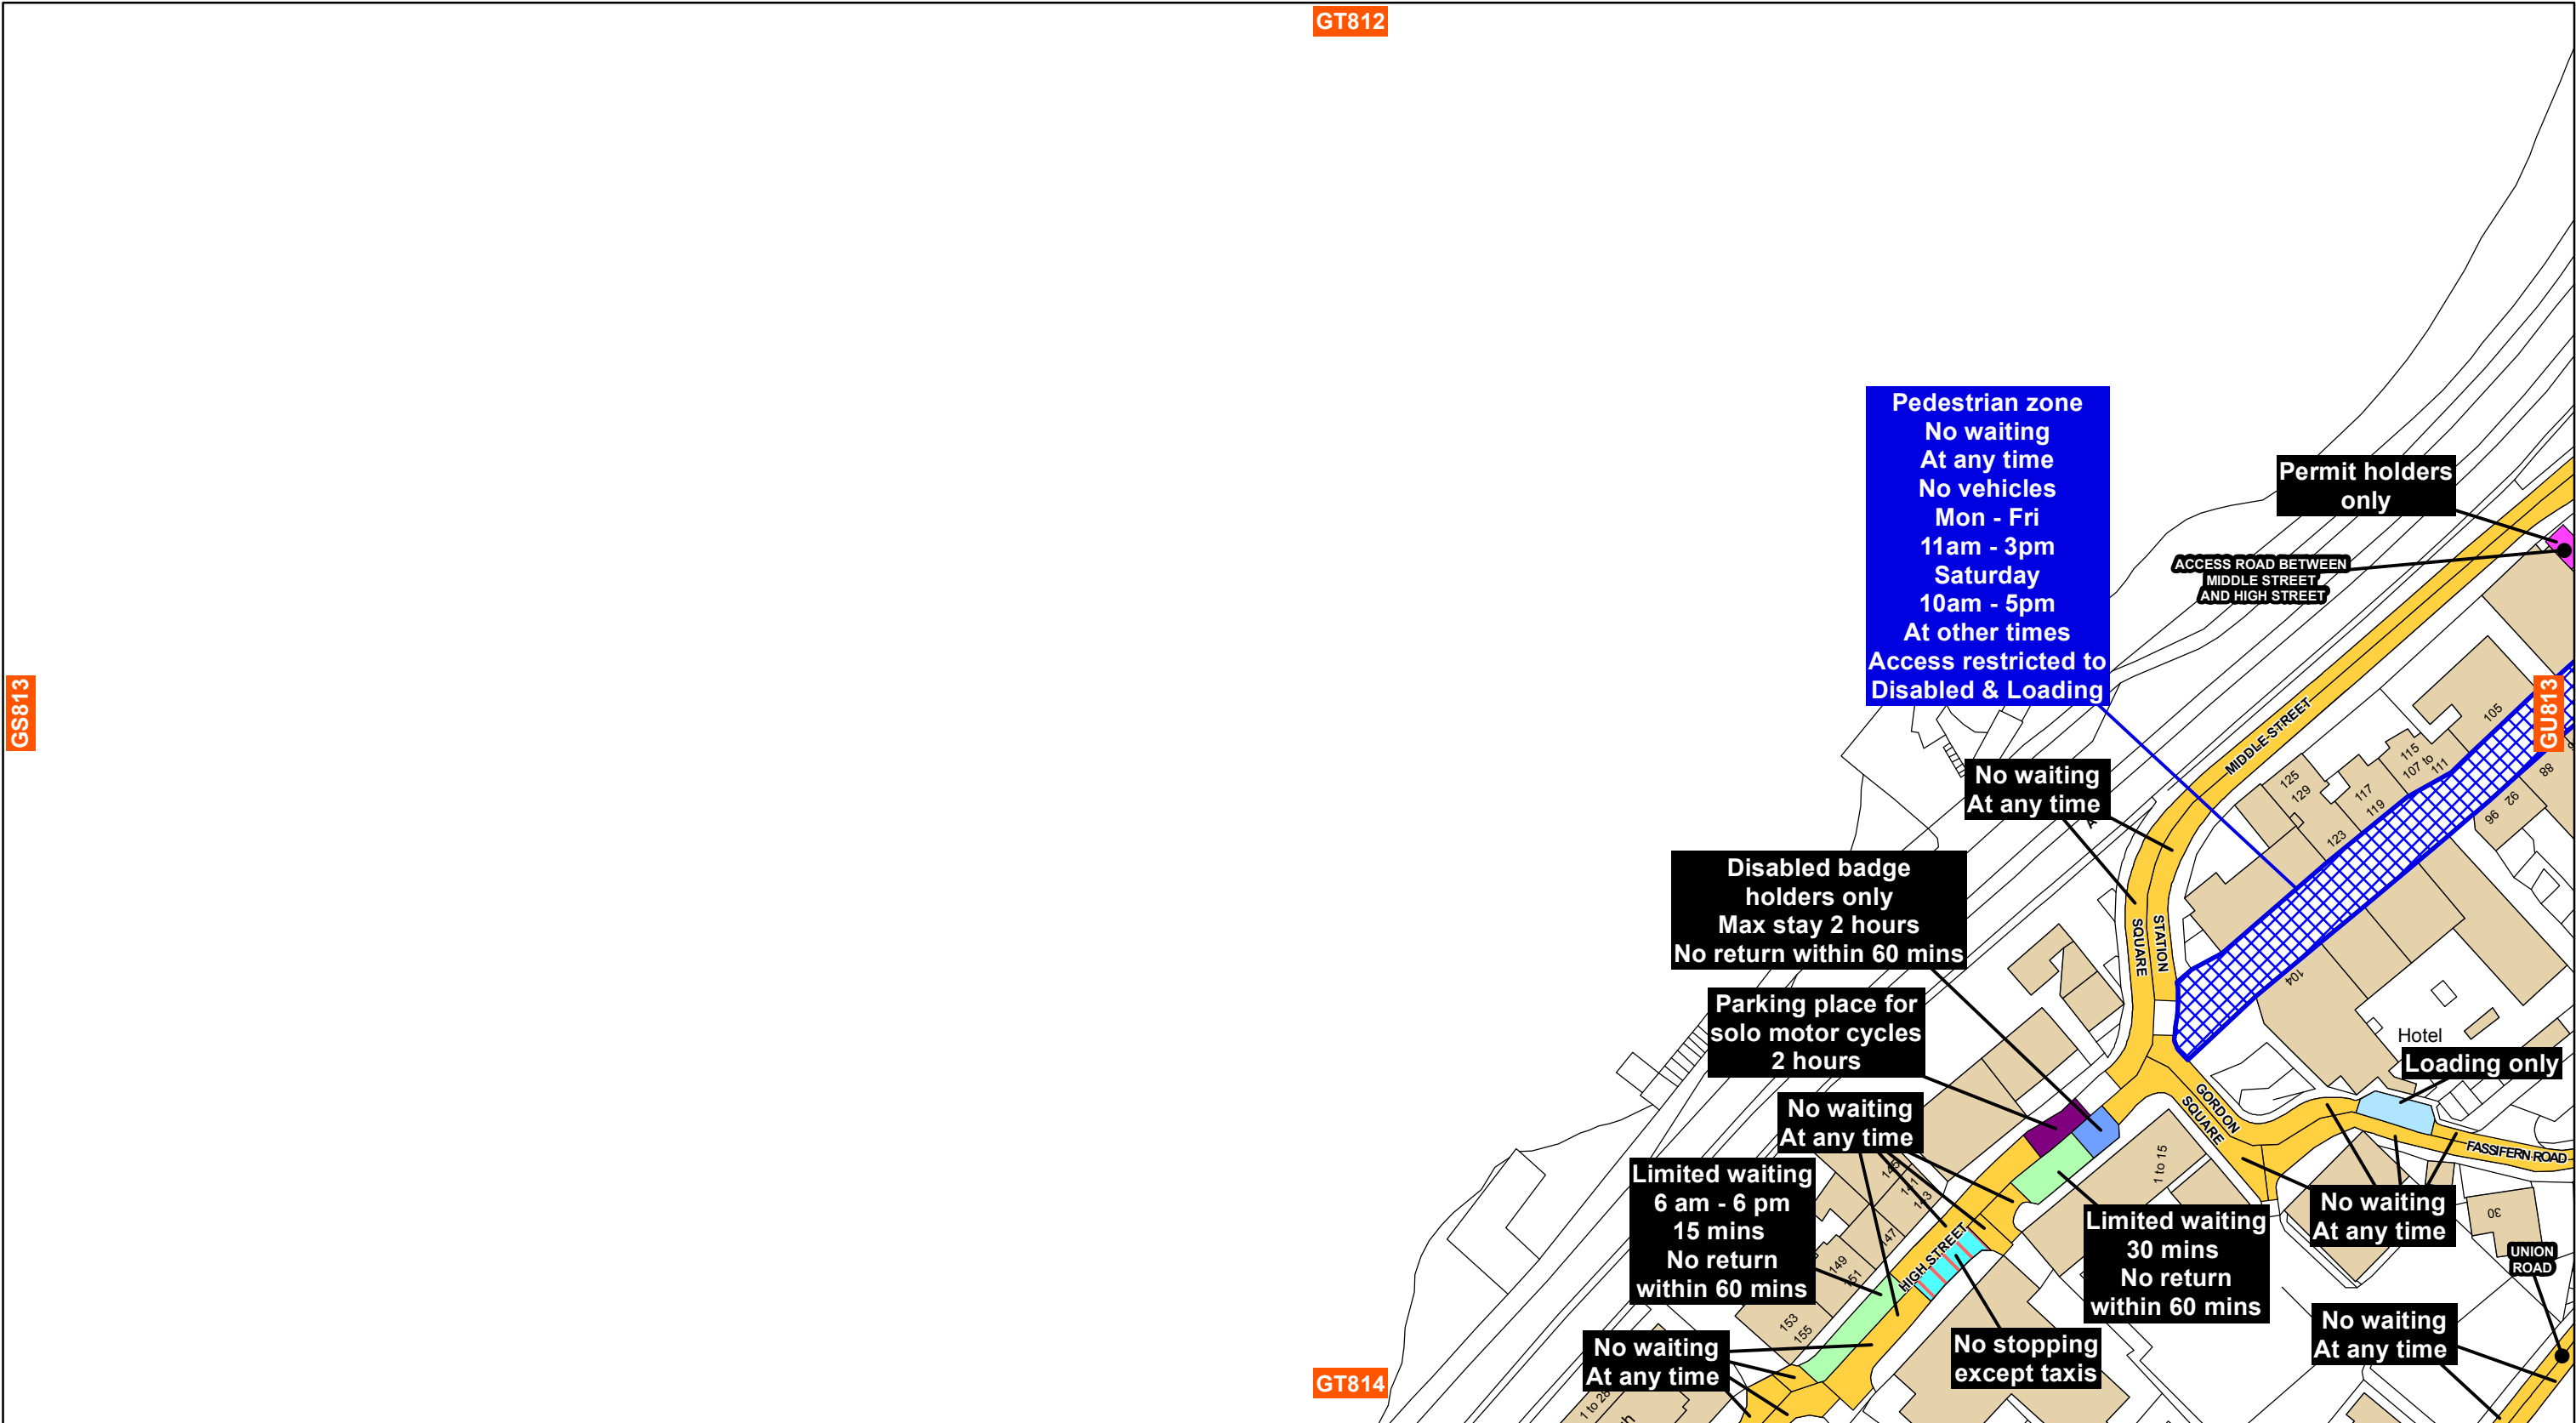 GT812
Pedestrian zone
No waiting
At any time
No vehicles
Mon - Fri
11am - 3pm
Saturday
10am - 5pm
At other times
Access restricted to
Disabled & Loading
Permit holders
only
ACCESS ROAD BETWEEN
MIDDLE STREET
AND HIGH STREET
GS813
GU813
MIDDLE STREET
105
115
107 to
111
125
129
117
119
123
88
92
96
No waiting
At any time
Disabled badge
holders only
Max stay 2 hours
No return within 60 mins
STATION
SQUARE
104
Parking place for
solo motor cycles
2 hours
Hotel
Loading only
GORDON
SQUARE
No waiting
At any time
FASSIFERN ROAD
1 to 15
Limited waiting
6 am - 6 pm
15 mins
No return
within 60 mins
143
147
149
151
HIGH STREET
No waiting
At any time
30
Limited waiting
30 mins
No return
within 60 mins
UNION
ROAD
153
155
No waiting
At any time
No stopping
except taxis
No waiting
At any time
GT814